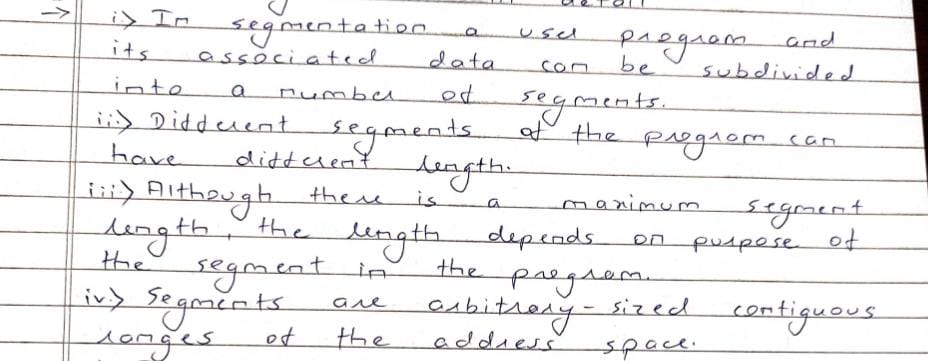 detail
→ i:> In segmentation a user program and
its associated data can be subdivided
into a number of segments.
ii:> Different segments of the program can
have different length.
iii:> Although there is a maximum segment
length, the length depends on purpose of
the segment in the program.
iv:> Segments are arbitrary-sized contiguous
ranges of the address space.